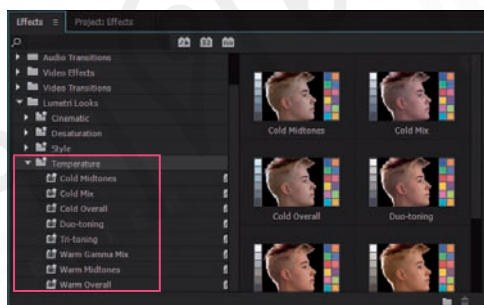 Effects
Project: Effects
Audio Transitions
Video Effects
Video Transitions
Lumetri Looks
Cinematic
Desaturation
Style
Temperature
Cold Midtones
Cold Mix
Cold Overall
Duo-toning
Tri-toning
Warm Gamma Mix
Warm Midtones
Warm Overall
Cold Midtones
Cold Mix
Cold Overall
Duo-toning